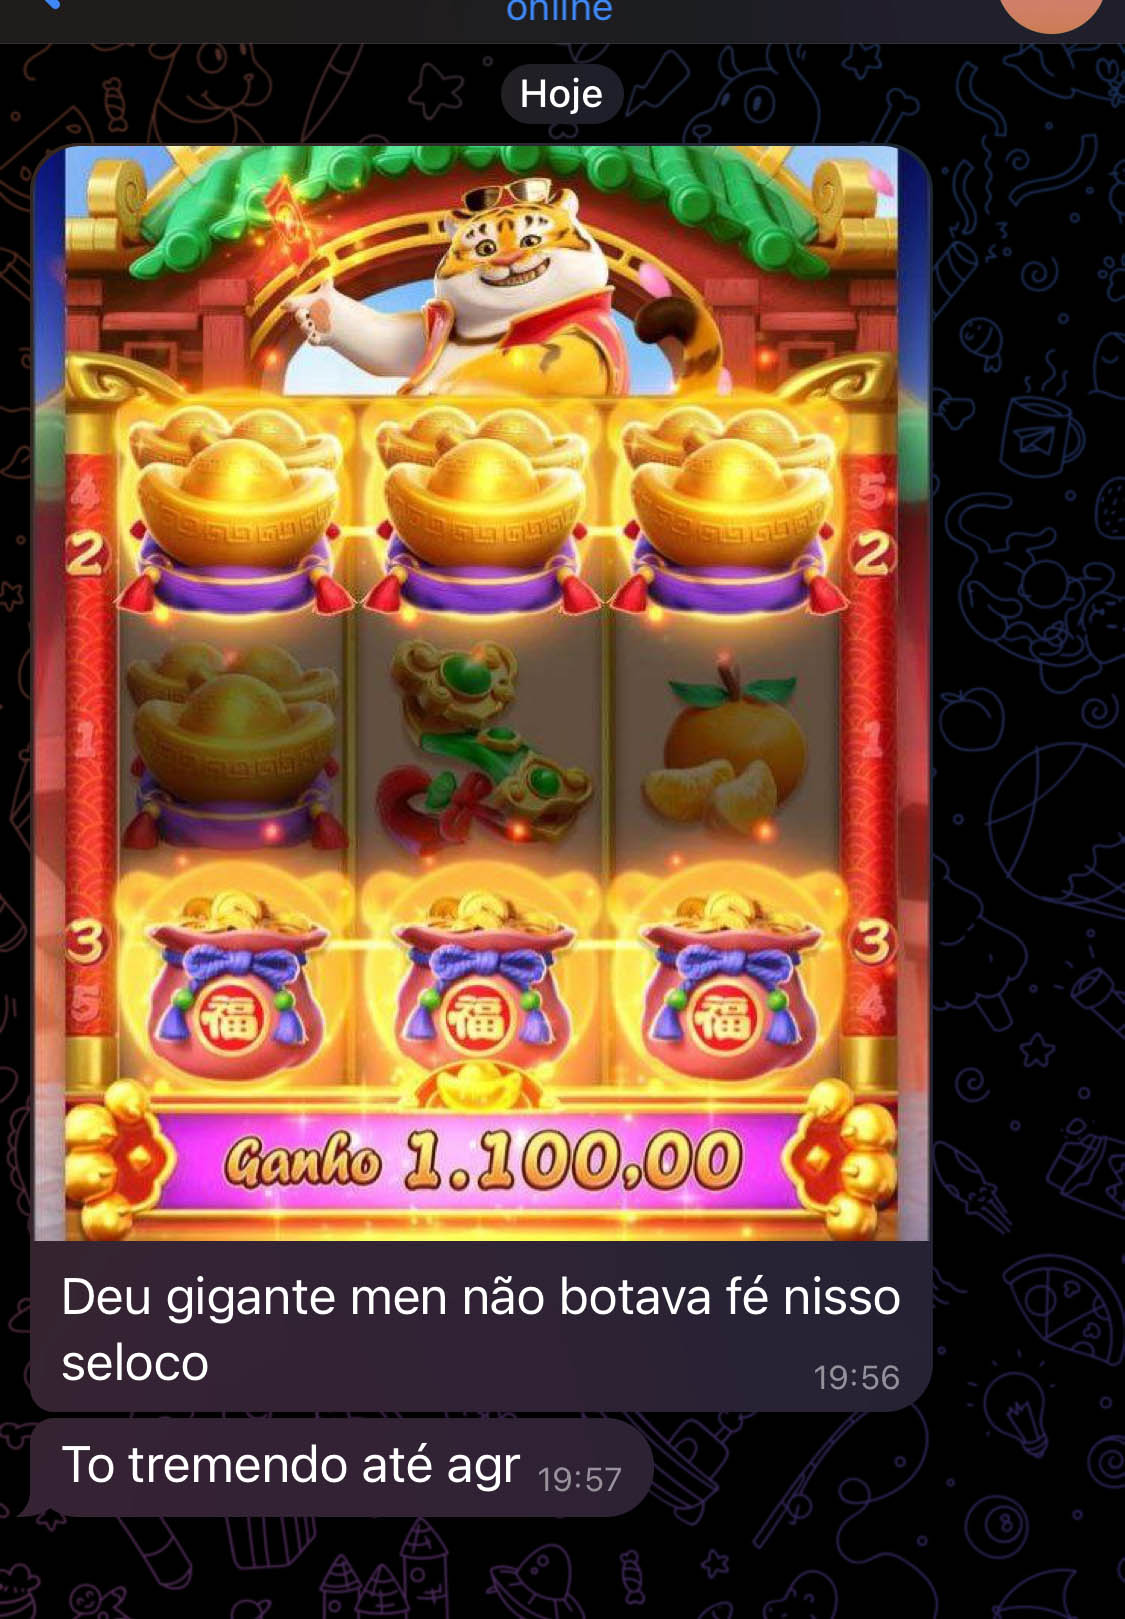 online
Hoje
4 5
2 2
1 1
3 3
5 4
福 福 福
Ganho 1.100,00
Deu gigante men não botava fé nisso
seloco
19:56
To tremendo até agr 19:57